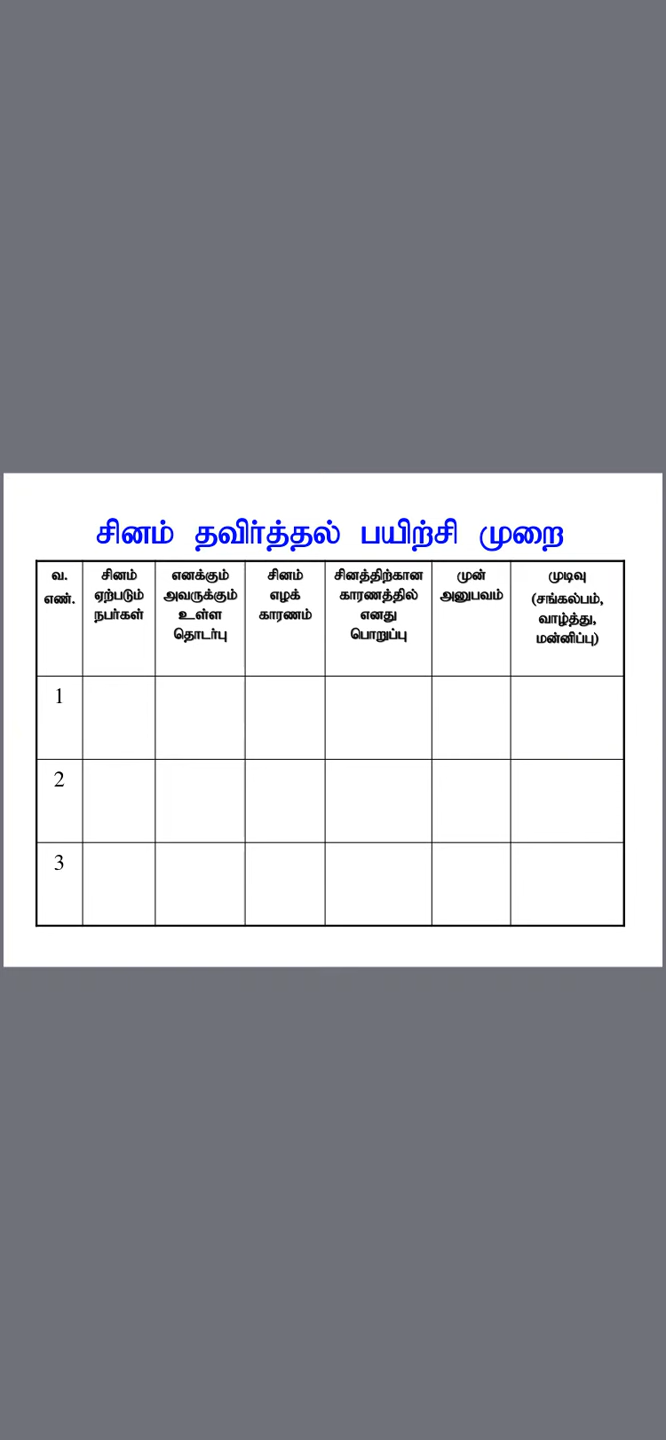 சினம் தவிர்த்தல் பயிற்சி முறை
வ.
எண்.
சினம்
ஏற்படும்
நபர்கள்
எனக்கும்
அவருக்கும்
உள்ள
தொடர்பு
சினம்
எழக்
காரணம்
சினத்திற்கான
காரணத்தில்
எனது
பொறுப்பு
முன்
அனுபவம்
முடிவு
(சங்கல்பம்,
வாழ்த்து,
மன்னிப்பு)
1
2
3